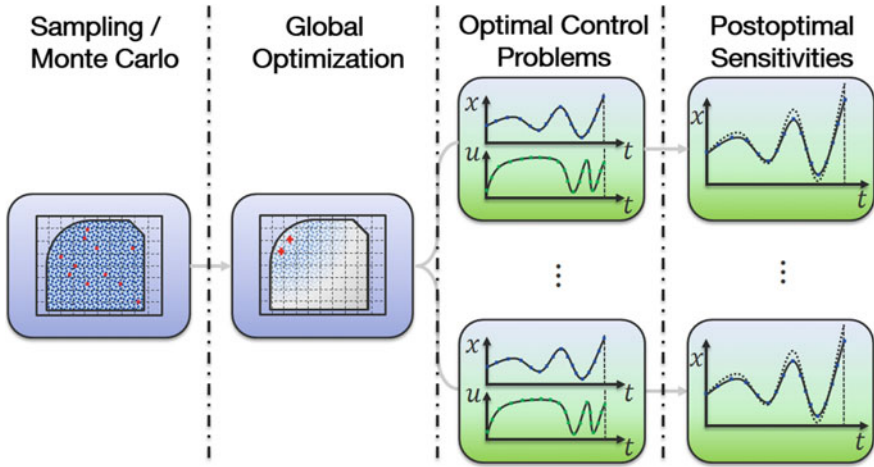 Sampling /
Monte Carlo
Global
Optimization
Optimal Control
Problems
Postoptimal
Sensitivities
x
t
u
t
x
t
...
...
x
t
u
t
x
t